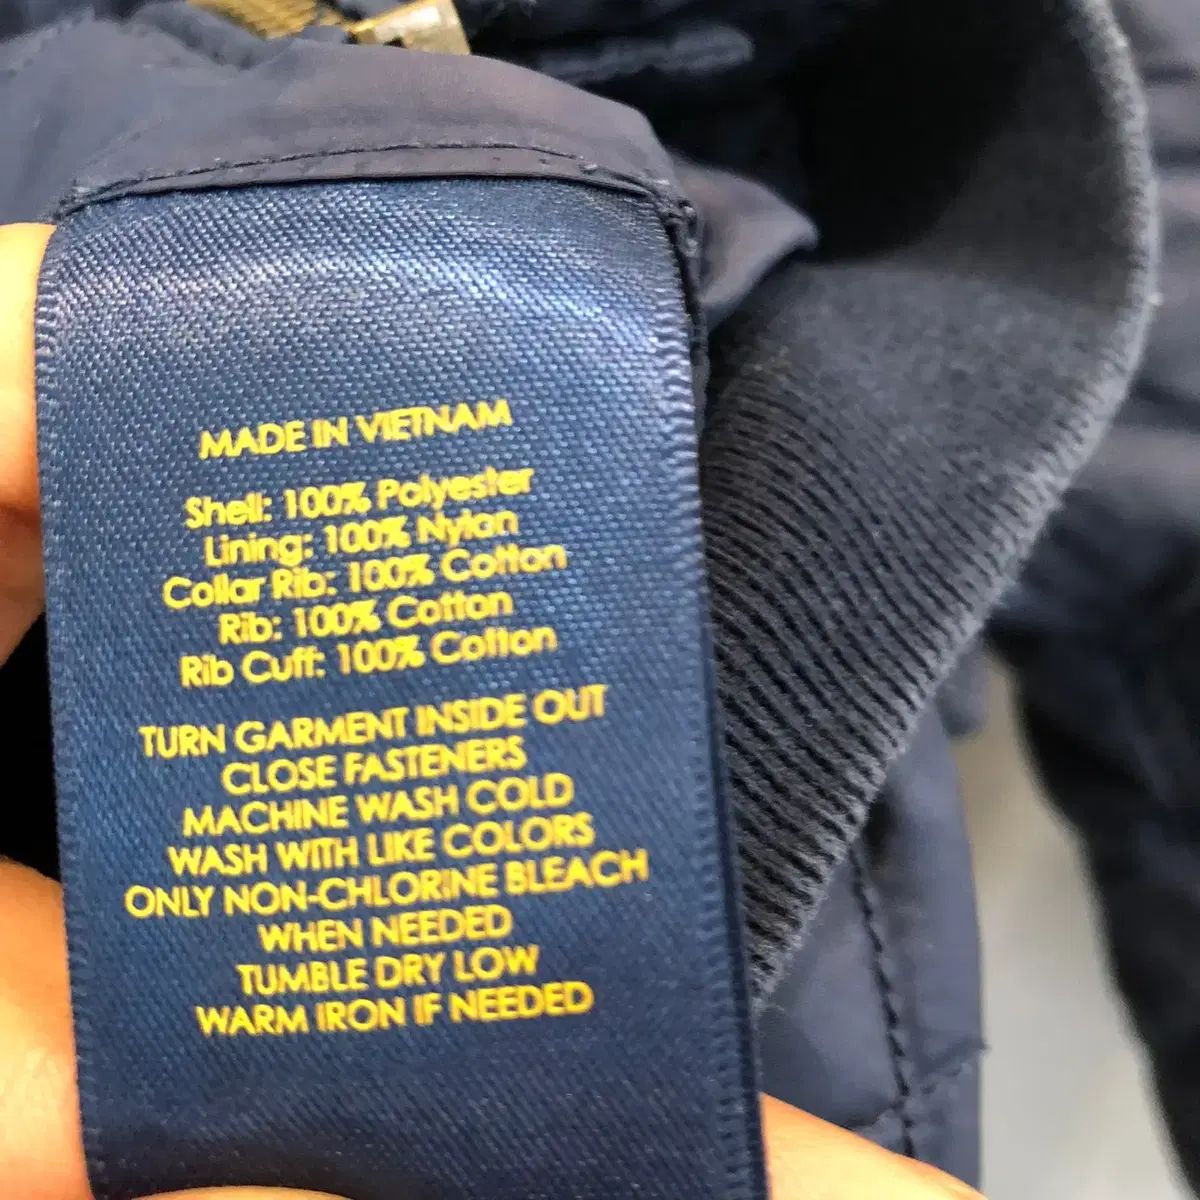 MADE IN VIETNAM
Shell: 100% Polyester
Lining: 100% Nylon
Collar Rib: 100% Cotton
Rib: 100% Cotton
Rib Cuff: 100% Cotton
TURN GARMENT INSIDE OUT
CLOSE FASTENERS
MACHINE WASH COLD
WASH WITH LIKE COLORS
ONLY NON-CHLORINE BLEACH
WHEN NEEDED
TUMBLE DRY LOW
WARM IRON IF NEEDED